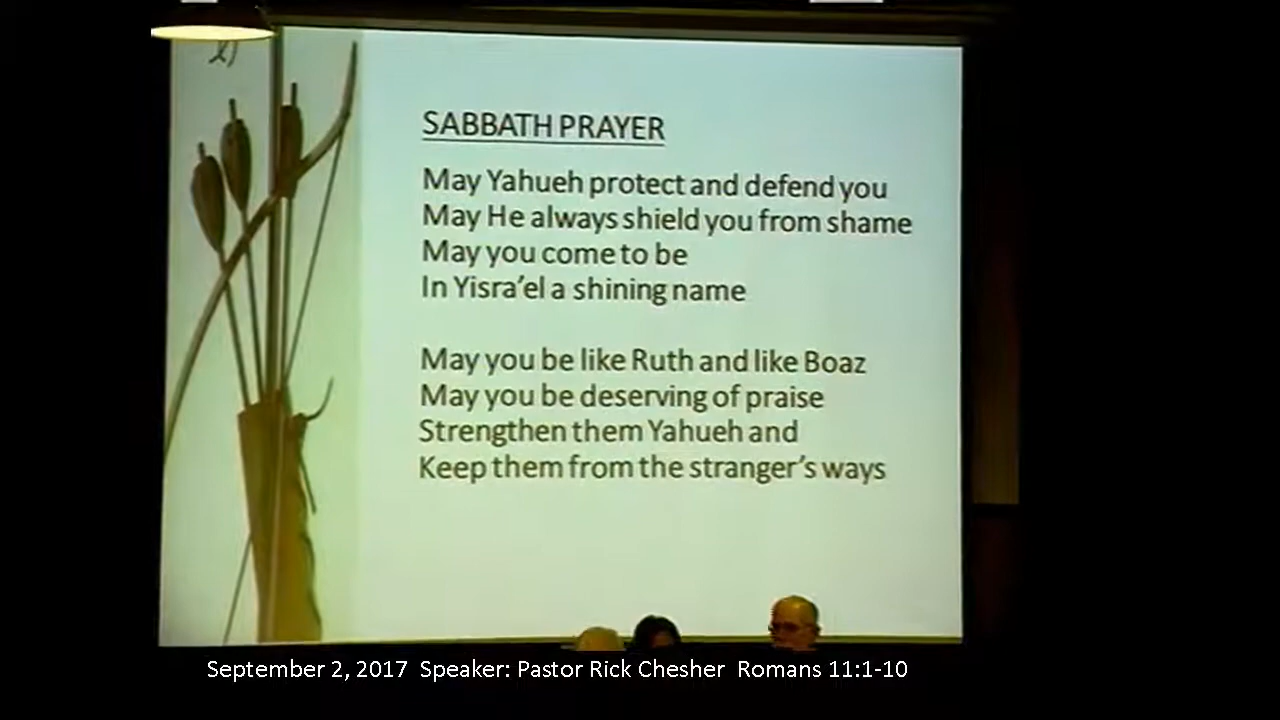 SABBATH PRAYER
May Yahueh protect and defend you
May He always shield you from shame
May you come to be
In Yisra’el a shining name
May you be like Ruth and like Boaz
May you be deserving of praise
Strengthen them Yahueh and
Keep them from the stranger’s ways
September 2, 2017  Speaker: Pastor Rick Chesher  Romans 11:1-10